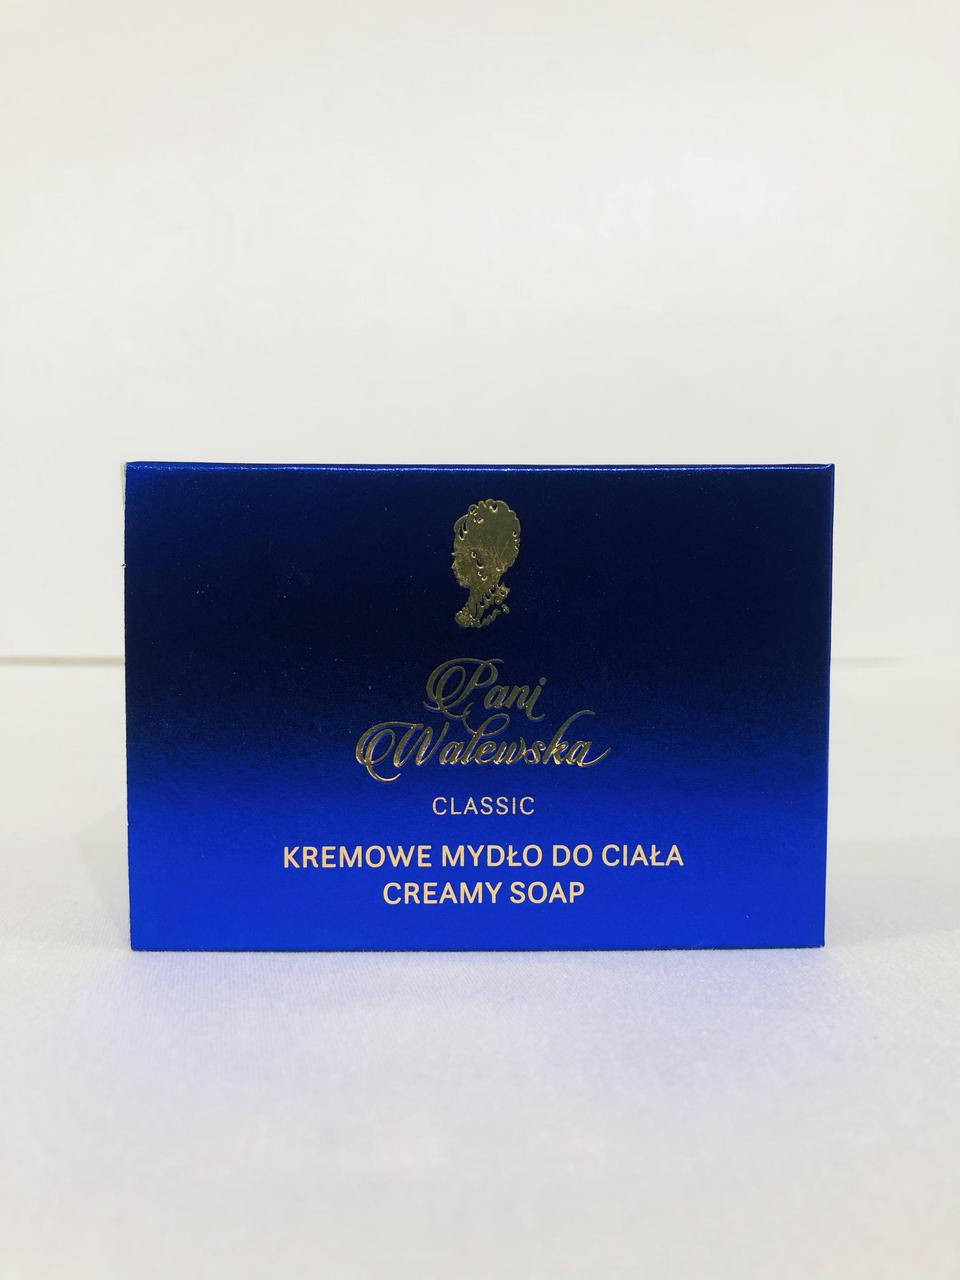 Pani
Walewska
CLASSIC
KREMOWE MYDŁO DO CIAŁA
CREAMY SOAP